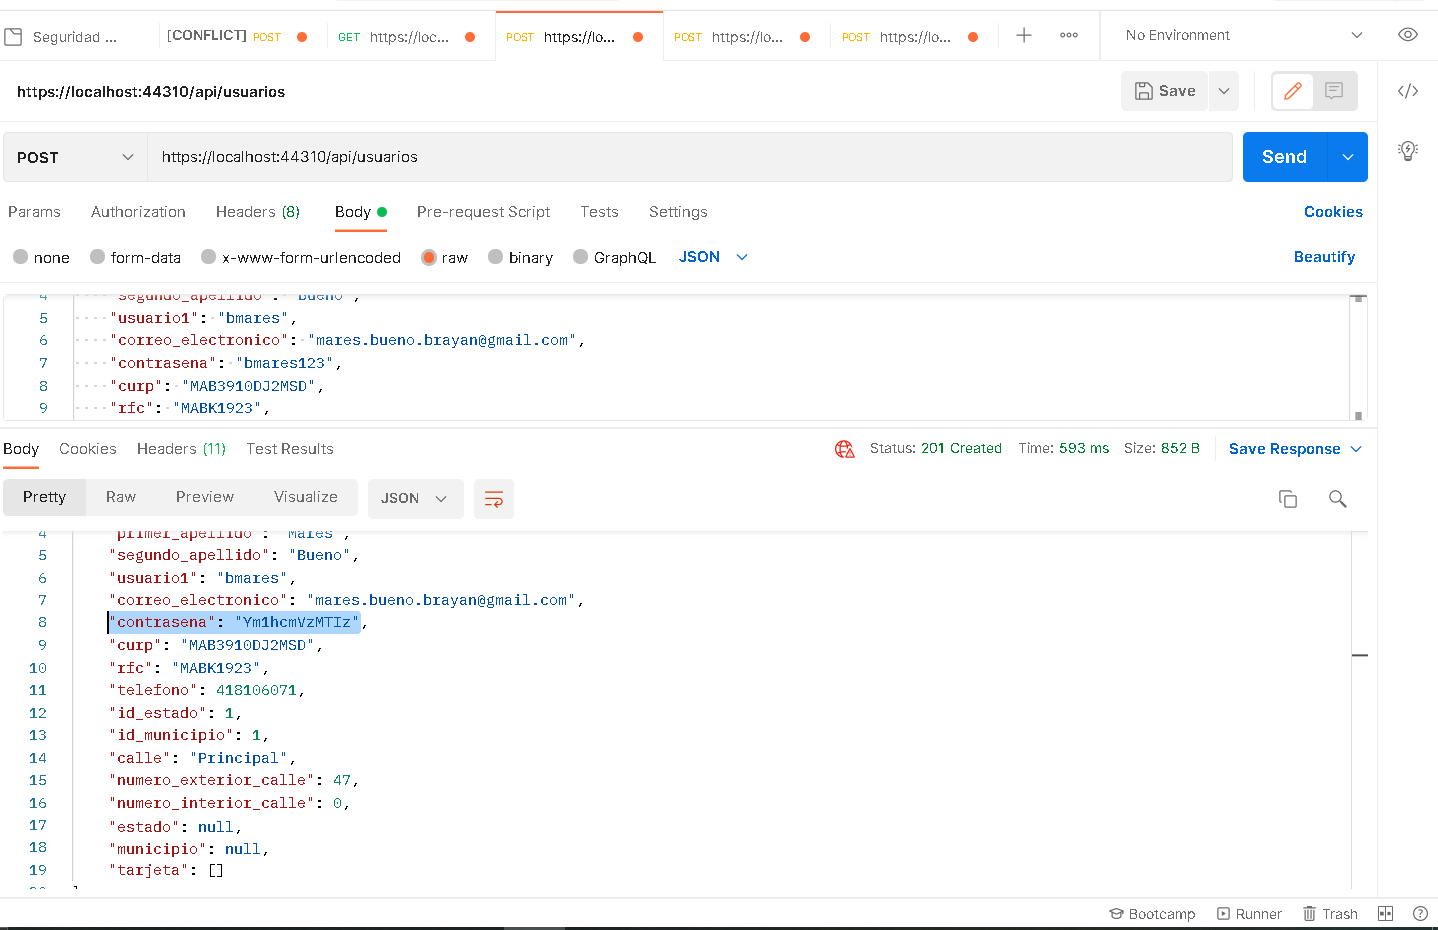 Seguridad ...
[CONFLICT] POST
GET https://loc...
POST https://lo...
POST https://lo...
POST https://lo...
No Environment
https://localhost:44310/api/usuarios
Save
POST
https://localhost:44310/api/usuarios
Send
Params Authorization Headers (8) Body Pre-request Script Tests Settings Cookies
none form-data x-www-form-urlencoded raw binary GraphQL JSON Beautify
4 "segundo_apellido": "Bueno",
5 "usuario1": "bmares",
6 "correo_electronico": "mares.bueno.brayan@gmail.com",
7 "contrasena": "bmares123",
8 "curp": "MAB3910DJ2MSD",
9 "rfc": "MABK1923",
Body Cookies Headers (11) Test Results Status: 201 Created Time: 593 ms Size: 852 B Save Response
Pretty Raw Preview Visualize JSON
4 "primer_apellido": "Mares",
5 "segundo_apellido": "Bueno",
6 "usuario1": "bmares",
7 "correo_electronico": "mares.bueno.brayan@gmail.com",
8 "contrasena": "Ym1hcmVzMTIz",
9 "curp": "MAB3910DJ2MSD",
10 "rfc": "MABK1923",
11 "telefono": 418106071,
12 "id_estado": 1,
13 "id_municipio": 1,
14 "calle": "Principal",
15 "numero_exterior_calle": 47,
16 "numero_interior_calle": 0,
17 "estado": null,
18 "municipio": null,
19 "tarjeta": []
Bootcamp Runner Trash